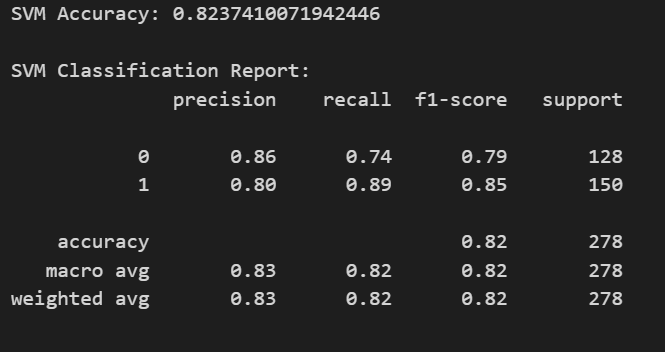 SVM Accuracy: 0.8237410071942446
SVM Classification Report:
precision recall f1-score support
0 0.86 0.74 0.79 128
1 0.80 0.89 0.85 150
accuracy 0.82 278
macro avg 0.83 0.82 0.82 278
weighted avg 0.83 0.82 0.82 278